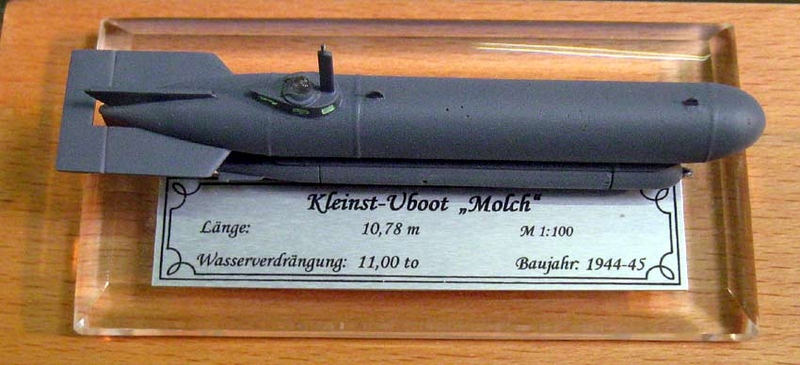 Kleinst-Uboot „Molch“
Länge: 10,78 m M 1:100
Wasserverdrängung: 11,00 to Baujahr: 1944-45